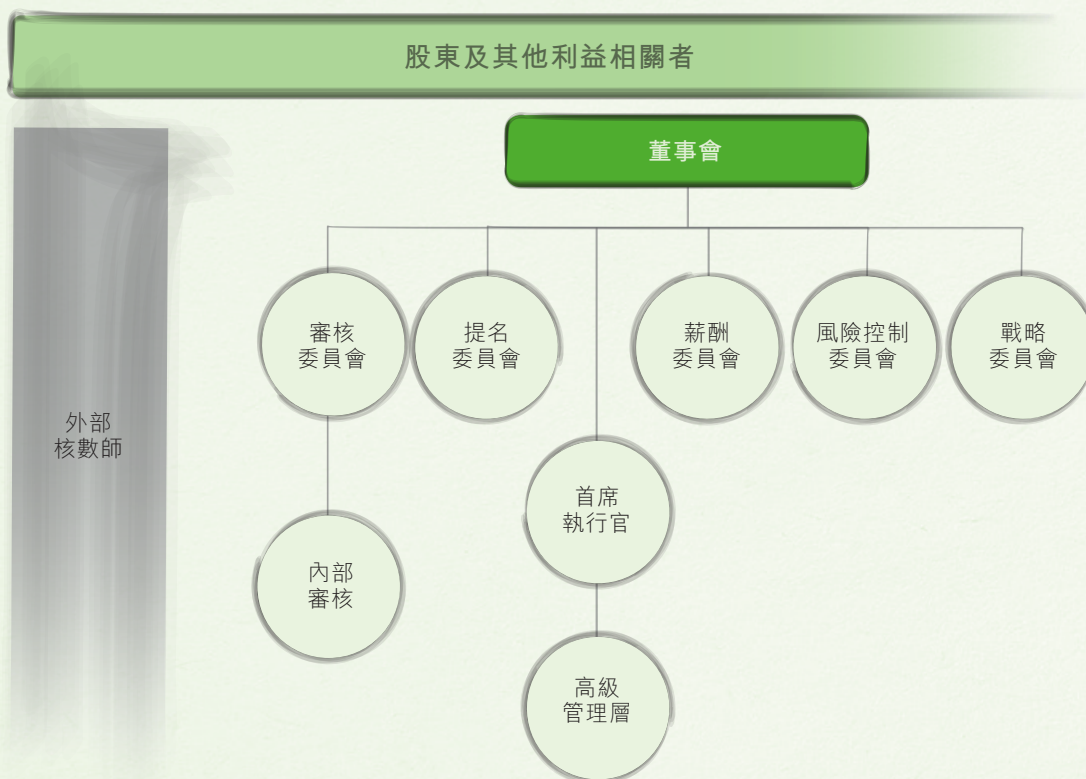 股東及其他利益相關者
董事會
審核
委員會
提名
委員會
薪酬
委員會
風險控制
委員會
戰略
委員會
外部
核數師
首席
執行官
內部
審核
高級
管理層